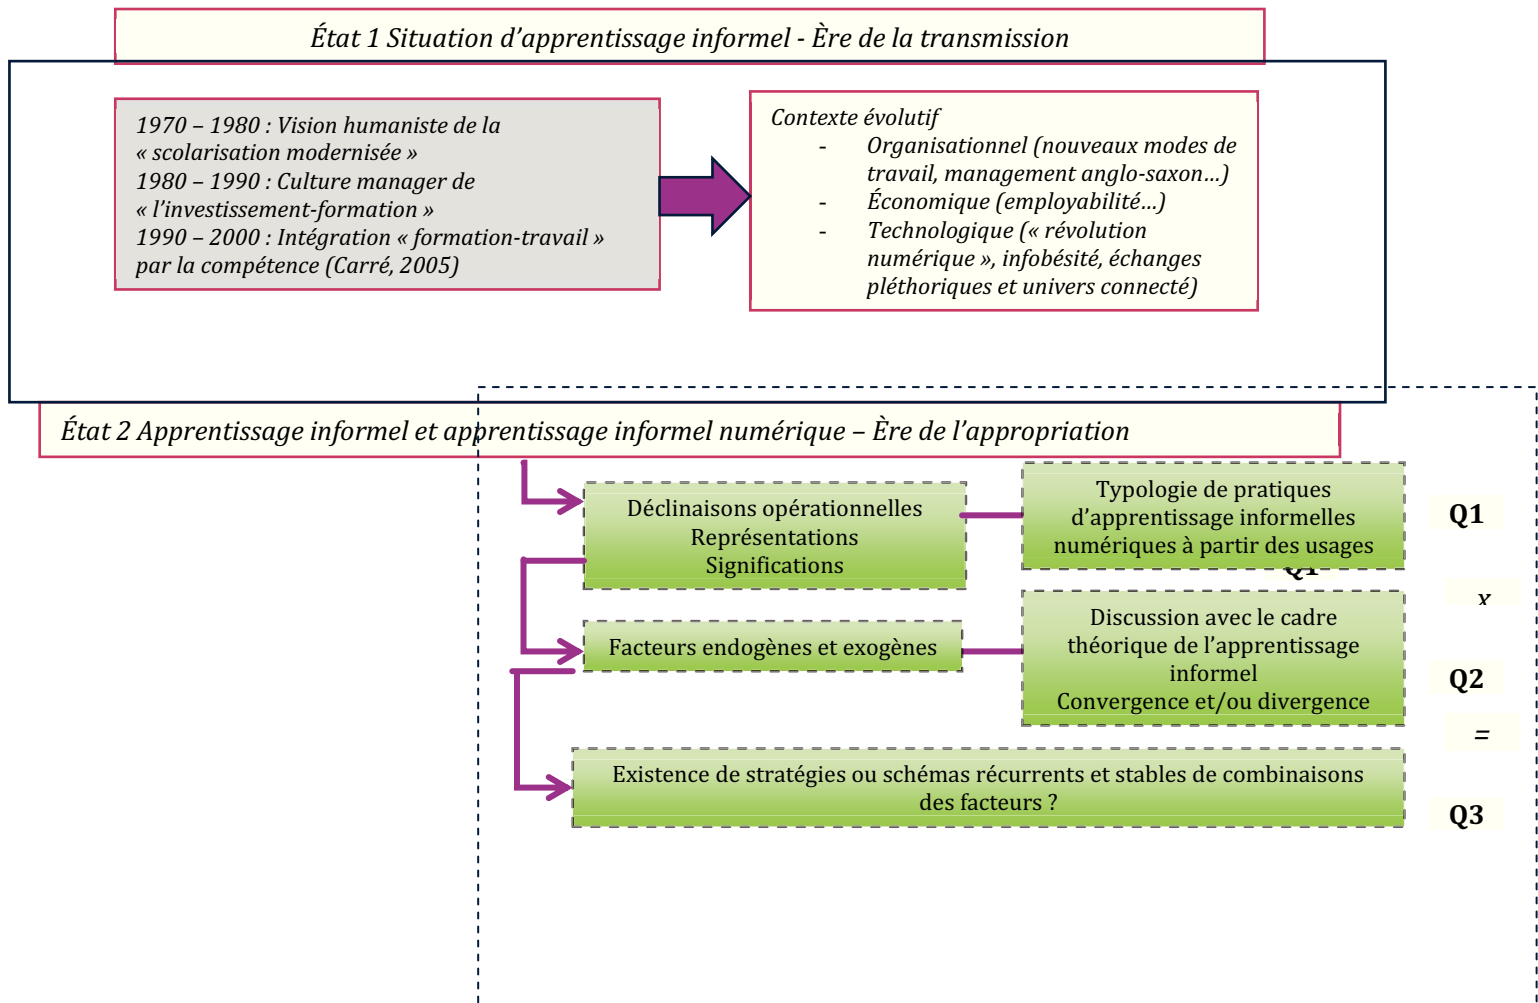 État 1 Situation d’apprentissage informel - Ère de la transmission
1970 – 1980 : Vision humaniste de la
« scolarisation modernisée »
1980 – 1990 : Culture manager de
« l’investissement-formation »
1990 – 2000 : Intégration « formation-travail »
par la compétence (Carré, 2005)
Contexte évolutif
- Organisationnel (nouveaux modes de
travail, management anglo-saxon…)
- Économique (employabilité…)
- Technologique (« révolution
numérique », infobésité, échanges
pléthoriques et univers connecté)
État 2 Apprentissage informel et apprentissage informel numérique – Ère de l’appropriation
Déclinaisons opérationnelles
Représentations
Significations
Typologie de pratiques
d’apprentissage informelles
numériques à partir des usages
Q1
x
Facteurs endogènes et exogènes
Discussion avec le cadre
théorique de l’apprentissage
informel
Convergence et/ou divergence
Q2
=
Existence de stratégies ou schémas récurrents et stables de combinaisons
des facteurs ?
Q3